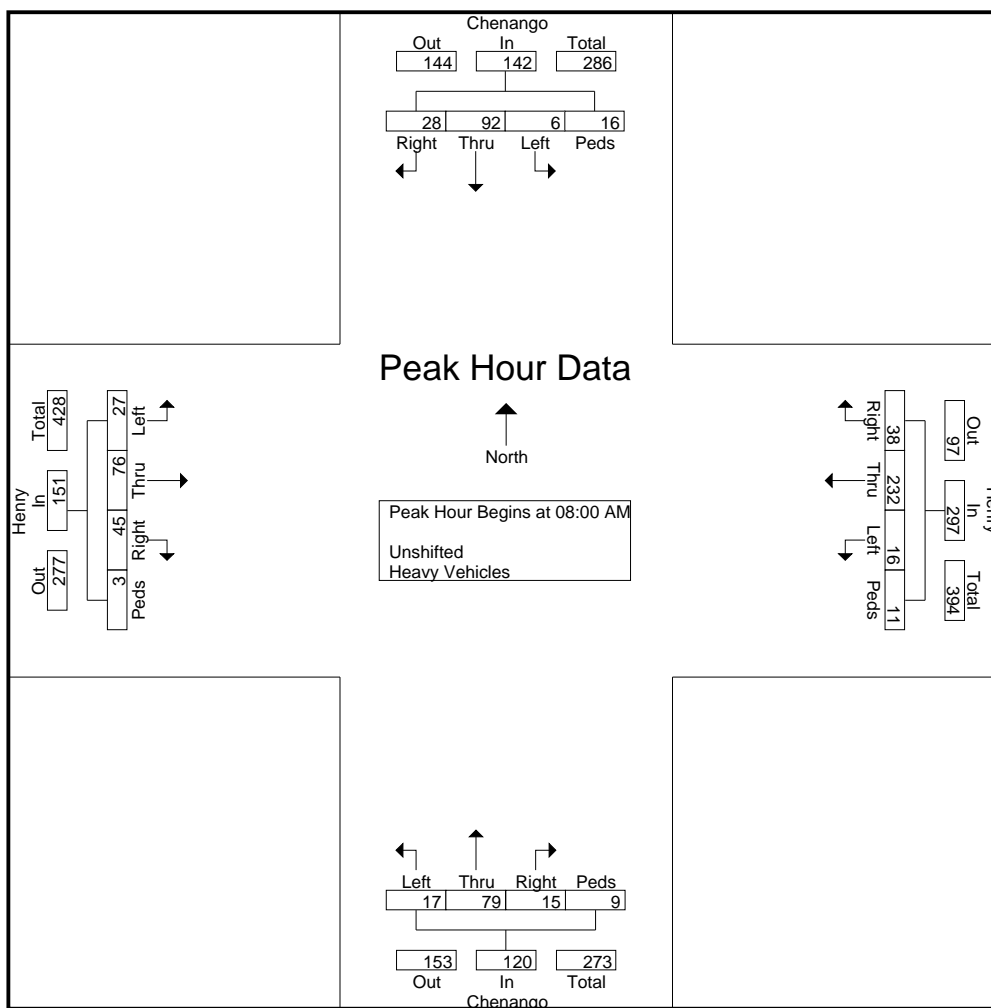 Chenango
Out In Total
144 142 286
28 92 6 16
Right Thru Left Peds
Peak Hour Data
North
Peak Hour Begins at 08:00 AM
Unshifted
Heavy Vehicles
Henry
Total In Out
428 151 277
27 76 45 3
Left Thru Right Peds
Right Thru Left Peds
38 232 16 11
Out In Total
97 297 394
Henry
Left Thru Right Peds
17 79 15 9
153 120 273
Out In Total
Chenango